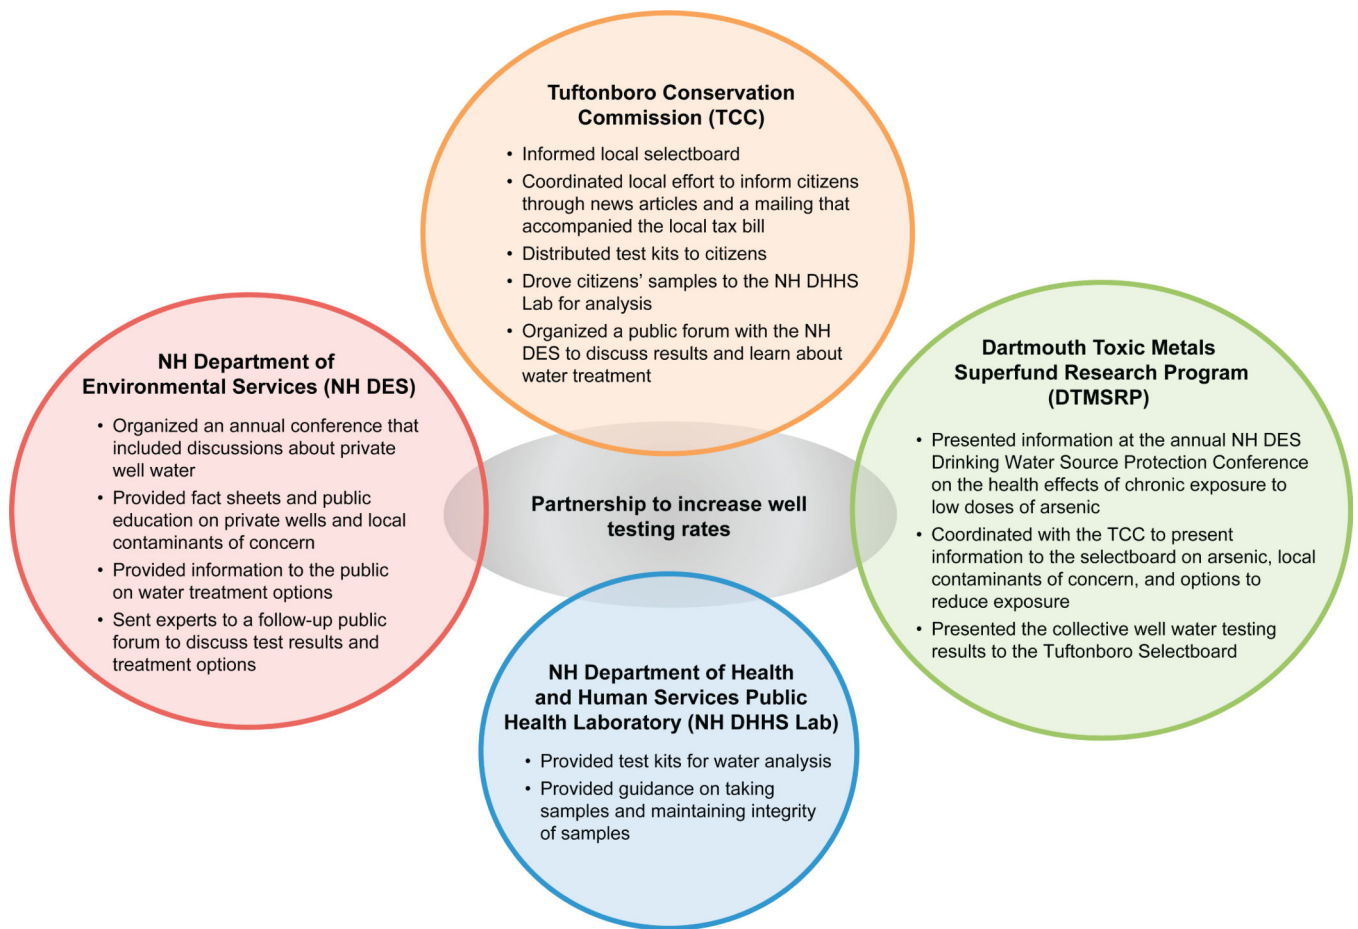 Tuftonboro Conservation
Commission (TCC)
• Informed local selectboard
• Coordinated local effort to inform citizens
through news articles and a mailing that
accompanied the local tax bill
• Distributed test kits to citizens
• Drove citizens’ samples to the NH DHHS
Lab for analysis
• Organized a public forum with the NH
DES to discuss results and learn about
water treatment
NH Department of
Environmental Services (NH DES)
• Organized an annual conference that
included discussions about private
well water
• Provided fact sheets and public
education on private wells and local
contaminants of concern
• Provided information to the public
on water treatment options
• Sent experts to a follow-up public
forum to discuss test results and
treatment options
Partnership to increase well
testing rates
Dartmouth Toxic Metals
Superfund Research Program
(DTMSRP)
• Presented information at the annual NH DES
Drinking Water Source Protection Conference
on the health effects of chronic exposure to
low doses of arsenic
• Coordinated with the TCC to present
information to the selectboard on arsenic, local
contaminants of concern, and options to
reduce exposure
• Presented the collective well water testing
results to the Tuftonboro Selectboard
NH Department of Health
and Human Services Public
Health Laboratory (NH DHHS Lab)
• Provided test kits for water analysis
• Provided guidance on taking
samples and maintaining integrity
of samples